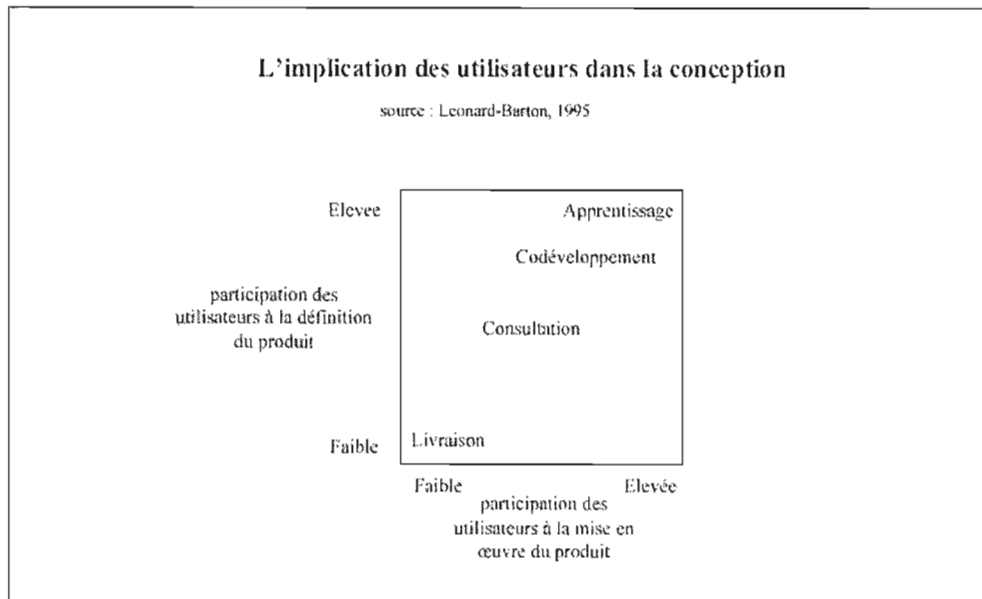 L'implication des utilisateurs dans la conception
source : Leonard-Barton, 1995
Elevee
Apprentissage
Codéveloppement
participation des
utilisateurs à la définition
du produit
Consultation
Livraison
Faible
Faible
Elevée
participation des
utilisateurs à la mise en
œuvre du produit